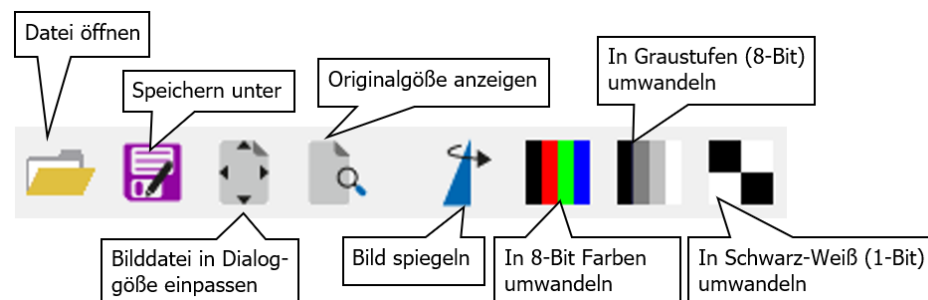 Datei öffnen
Speichern unter
Originalgöße anzeigen
In Graustufen (8-Bit)
umwandeln
Bilddatei in Dialog-
göße einpassen
Bild spiegeln
In 8-Bit Farben
umwandeln
In Schwarz-Weiß (1-Bit)
umwandeln